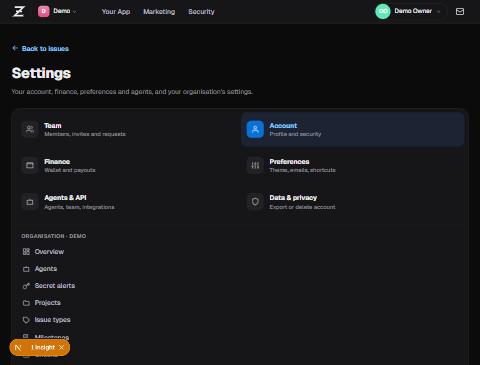 D Demo
Your App
Marketing
Security
DO Demo Owner
Back to issues
Settings
Your account, finance, preferences and agents, and your organisation's settings.
Team
Members, invites and requests
Account
Profile and security
Finance
Wallet and payouts
Preferences
Theme, emails, shortcuts
Agents & API
Agents, team, integrations
Data & privacy
Export or delete account
ORGANISATION · DEMO
Overview
Agents
Secret alerts
Projects
Issue types
Milestones
1 Insight